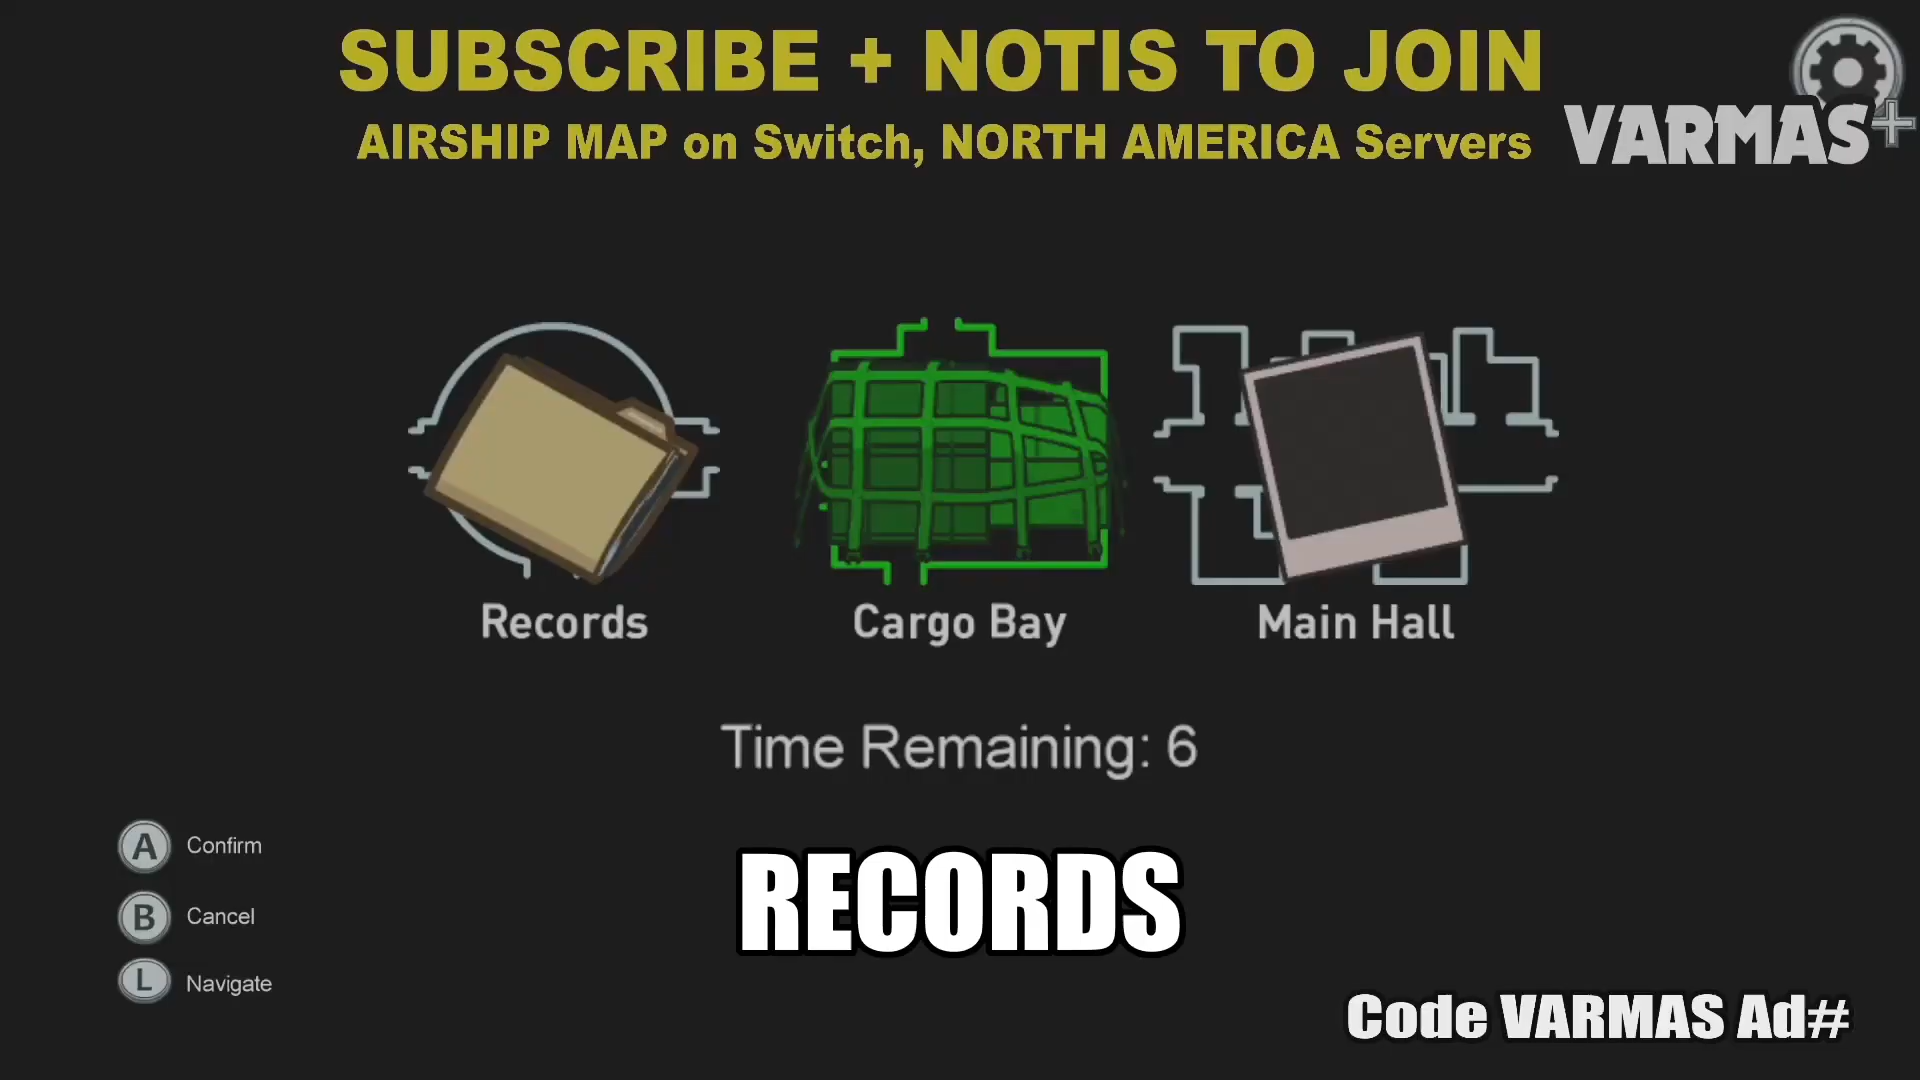 SUBSCRIBE + NOTIS TO JOIN
AIRSHIP MAP on Switch, NORTH AMERICA Servers
VARMAS+
Records
Cargo Bay
Main Hall
Time Remaining: 6
A Confirm
B Cancel
L Navigate
RECORDS
Code VARMAS Ad#